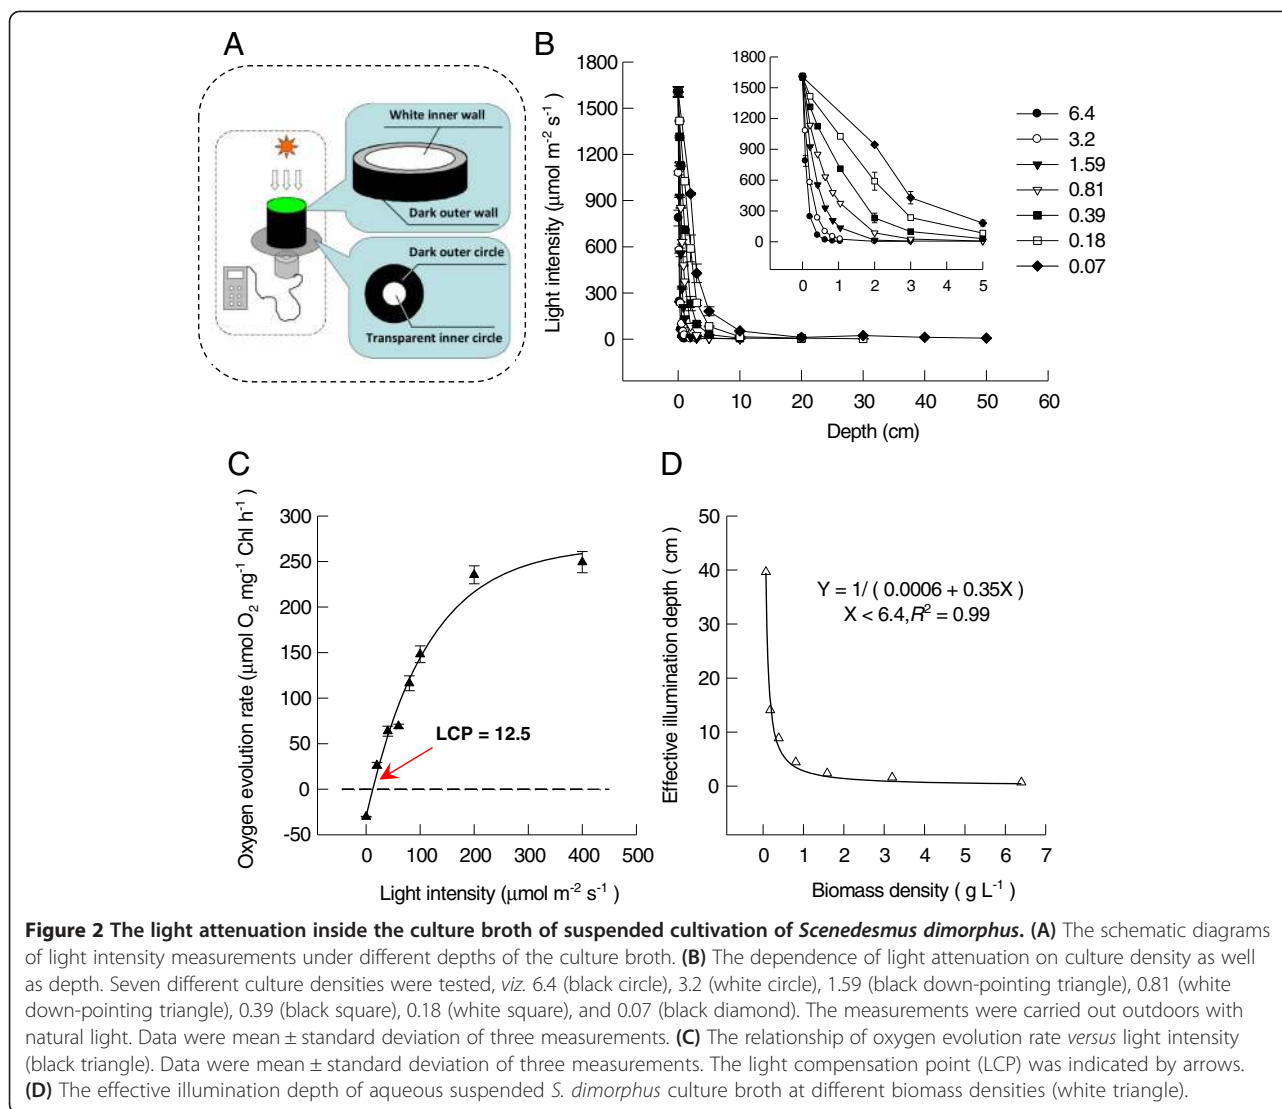 A
White inner wall
Dark outer wall
Dark outer circle
Transparent inner circle
B
Light intensity (μmol m⁻² s⁻¹)
1800
1500
1200
900
600
300
0
0 10 20 30 40 50 60
Depth (cm)
1800
1500
1200
900
600
300
0
0 1 2 3 4 5
6.4
3.2
1.59
0.81
0.39
0.18
0.07
C
Oxygen evolution rate (μmol O₂ mg⁻¹ Chl h⁻¹)
300
250
200
150
100
50
0
-50
LCP = 12.5
0 100 200 300 400 500
Light intensity (μmol m⁻² s⁻¹)
D
Effective illumination depth ( cm)
50
40
30
20
10
0
Y = 1/ ( 0.0006 + 0.35X )
X < 6.4, R² = 0.99
0 1 2 3 4 5 6 7
Biomass density ( g L⁻¹)
Figure 2 The light attenuation inside the culture broth of suspended cultivation of Scenedesmus dimorphus. (A) The schematic diagrams
of light intensity measurements under different depths of the culture broth. (B) The dependence of light attenuation on culture density as well
as depth. Seven different culture densities were tested, viz. 6.4 (black circle), 3.2 (white circle), 1.59 (black down-pointing triangle), 0.81 (white
down-pointing triangle), 0.39 (black square), 0.18 (white square), and 0.07 (black diamond). The measurements were carried out outdoors with
natural light. Data were mean ± standard deviation of three measurements. (C) The relationship of oxygen evolution rate versus light intensity
(black triangle). Data were mean ± standard deviation of three measurements. The light compensation point (LCP) was indicated by arrows.
(D) The effective illumination depth of aqueous suspended S. dimorphus culture broth at different biomass densities (white triangle).